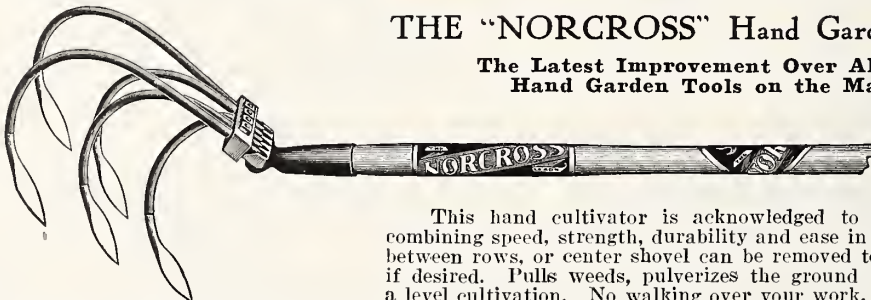 THE "NORCROSS" Hand Gard
The Latest Improvement Over Al
Hand Garden Tools on the Ma
NORCROSS
NOR
This hand cultivator is acknowledged to
combining speed, strength, durability and ease in
between rows, or center shovel can be removed to
if desired. Pulls weeds, pulverizes the ground
a level cultivation. No walking over your work.